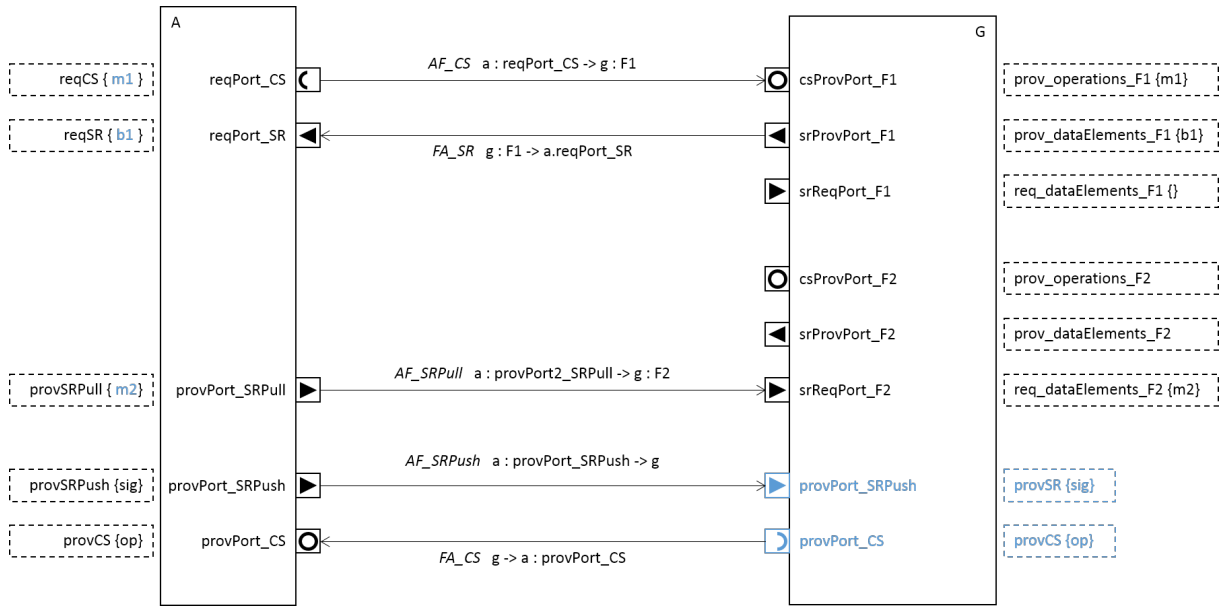 A
G
reqCS { m1}
reqPort_CS
AF_CS a : reqPort_CS -> g : F1
csProvPort_F1
prov_operations_F1 {m1}
reqSR { b1 }
reqPort_SR
FA_SR g : F1 -> a.reqPort_SR
srProvPort_F1
prov_dataElements_F1 {b1}
srReqPort_F1
req_dataElements_F1 {}
csProvPort_F2
prov_operations_F2
srProvPort_F2
prov_dataElements_F2
provSRPull { m2}
provPort_SRPull
AF_SRPull a : provPort2_SRPull -> g : F2
srReqPort_F2
req_dataElements_F2 {m2}
provSRPush {sig}
provPort_SRPush
AF_SRPush a : provPort_SRPush -> g
provPort_SRPush
provSR {sig}
provCS {op}
provPort_CS
FA_CS g -> a : provPort_CS
provPort_CS
provCS {op}